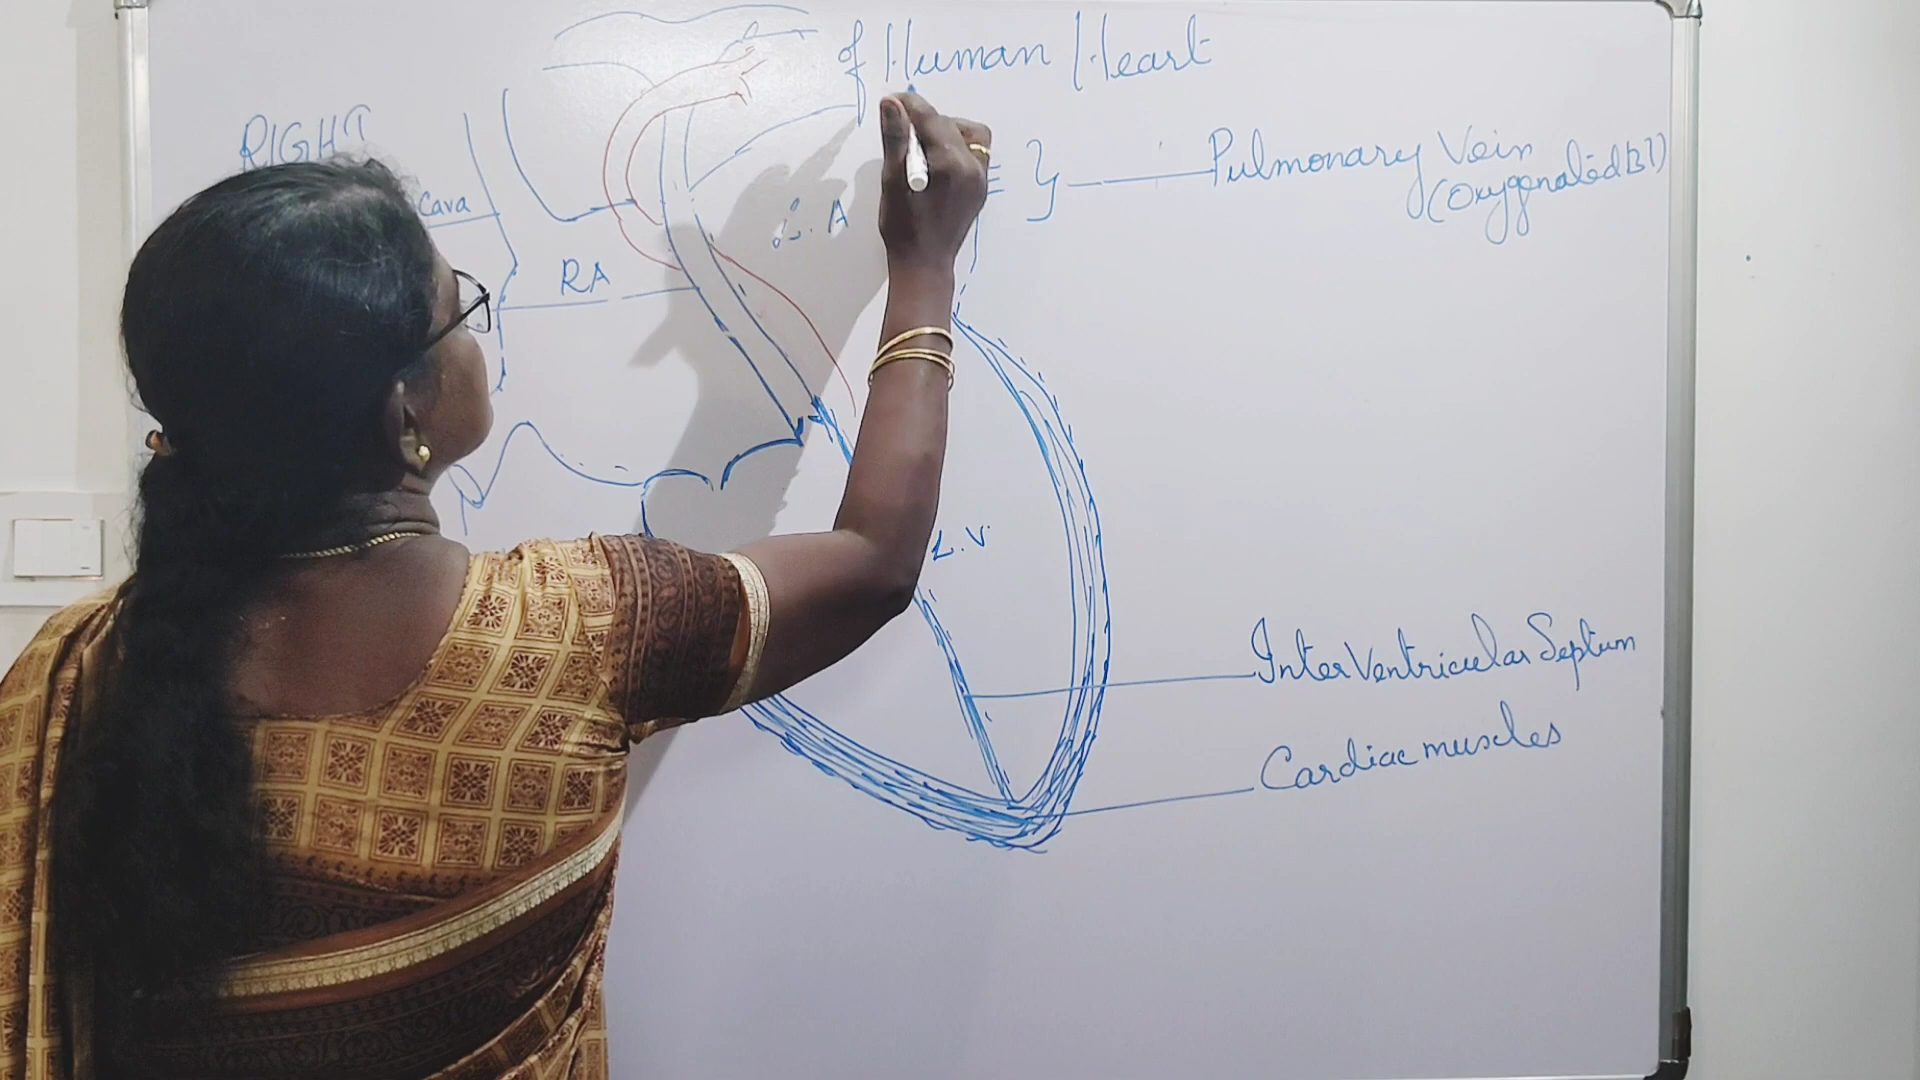 of Human Heart
RIGHT
Pulmonary Vein
(Oxygenated Bl)
Cava
L.A
RA
L.V.
Inter Ventricular Septum
Cardiac muscles